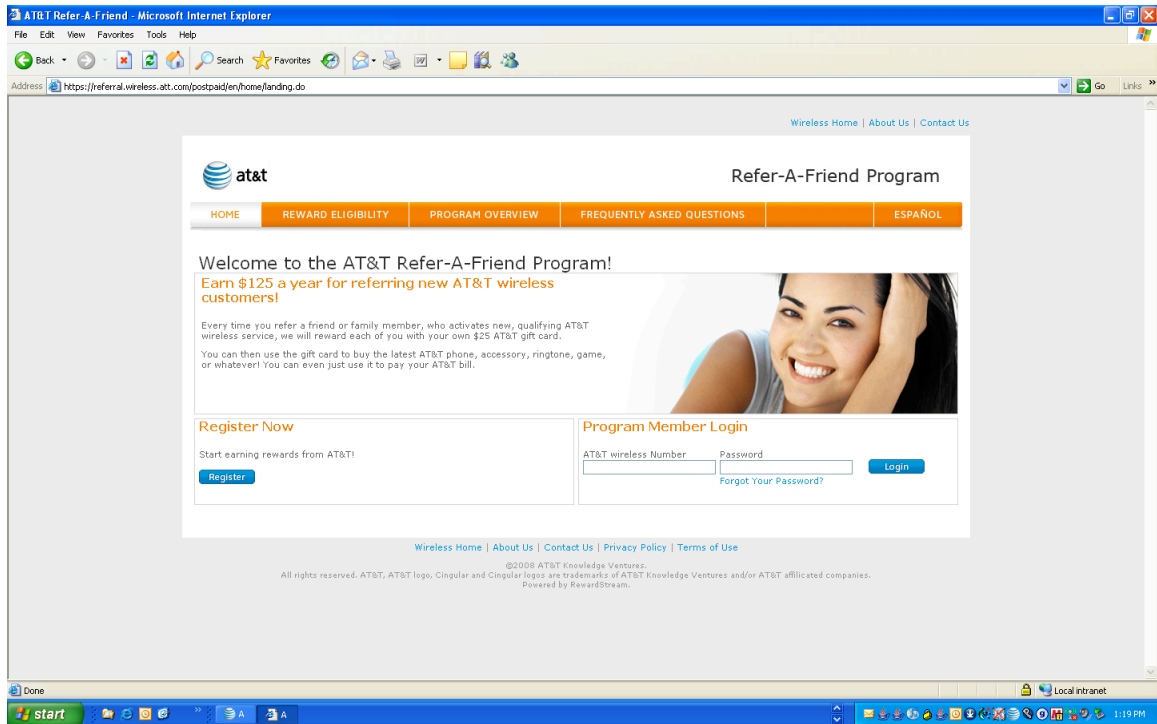 AT&T Refer-A-Friend - Microsoft Internet Explorer
File Edit View Favorites Tools Help
Back Search Favorites
Address https://referral.wireless.att.com/postpaid/en/home/landing.do Go Links »
Wireless Home | About Us | Contact Us
at&t Refer-A-Friend Program
HOME REWARD ELIGIBILITY PROGRAM OVERVIEW FREQUENTLY ASKED QUESTIONS ESPAÑOL
Welcome to the AT&T Refer-A-Friend Program!
Earn $125 a year for referring new AT&T wireless
customers!
Every time you refer a friend or family member, who activates new, qualifying AT&T
wireless service, we will reward each of you with your own $25 AT&T gift card.
You can then use the gift card to buy the latest AT&T phone, accessory, ringtone, game,
or whatever! You can even just use it to pay your AT&T bill.
Register Now Program Member Login
Start earning rewards from AT&T! AT&T wireless Number Password
Register Login
Forgot Your Password?
Wireless Home | About Us | Contact Us | Privacy Policy | Terms of Use
©2008 AT&T Knowledge Ventures.
All rights reserved. AT&T, AT&T logo, Cingular and Cingular logos are trademarks of AT&T Knowledge Ventures and/or AT&T affilicated companies.
Powered by RewardStream.
Done Local intranet
start » A A 1:19 PM